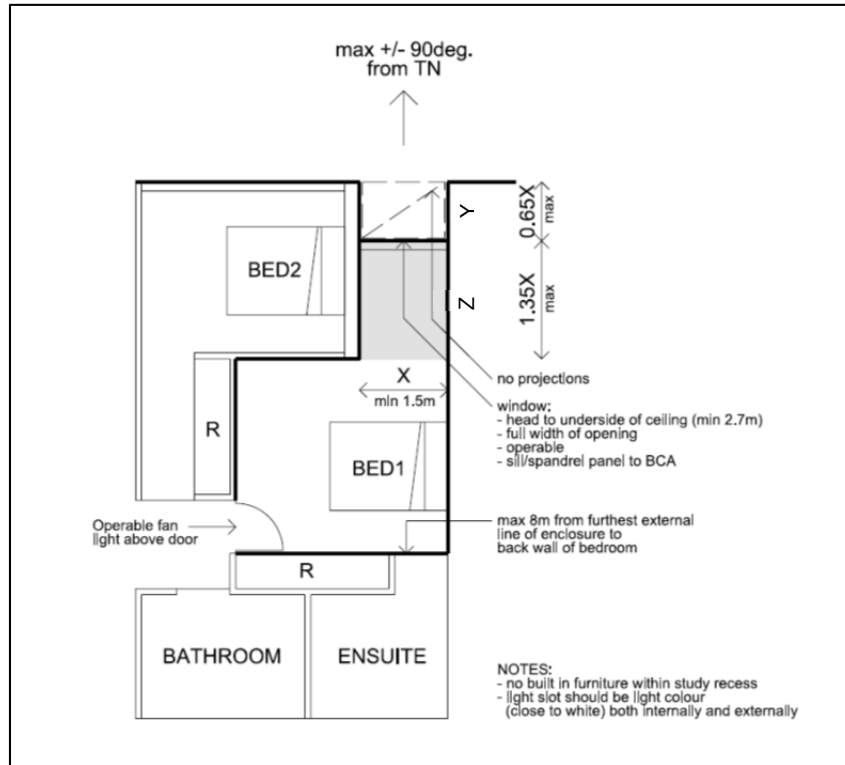 max +/- 90deg.
from TN
Y
0.65X
max
BED2
Z
1.35X
max
X
min 1.5m
no projections
window:
- head to underside of ceiling (min 2.7m)
- full width of opening
- operable
- sill/spandrel panel to BCA
R
BED1
Operable fan
light above door
max 8m from furthest external
line of enclosure to
back wall of bedroom
R
BATHROOM
ENSUITE
NOTES:
- no built in furniture within study recess
- light slot should be light colour
(close to white) both internally and externally